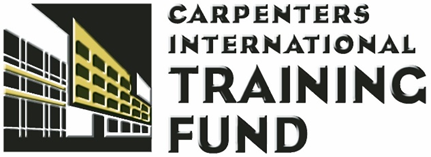 CARPENTERS
INTERNATIONAL
TRAINING
FUND